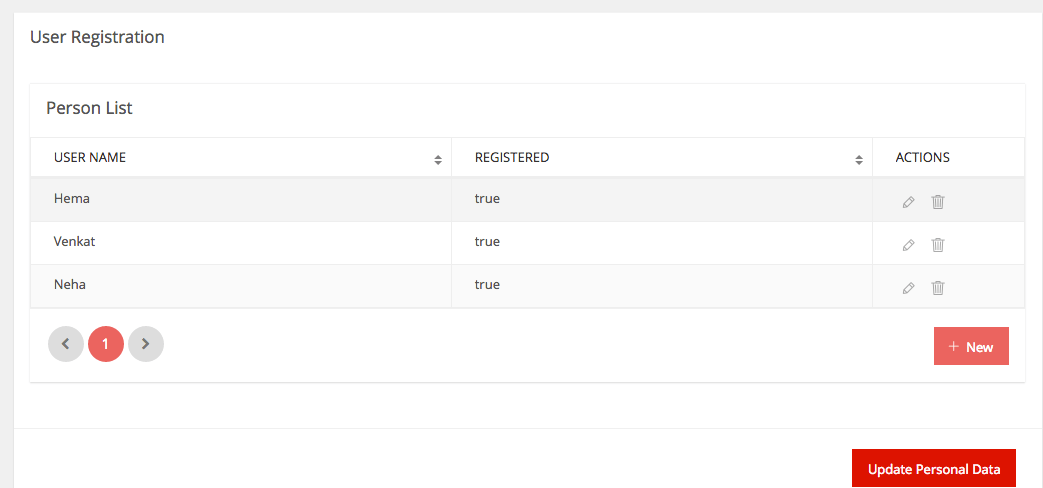 User Registration
Person List
USER NAME REGISTERED ACTIONS
Hema true
Venkat true
Neha true
1
+ New
Update Personal Data